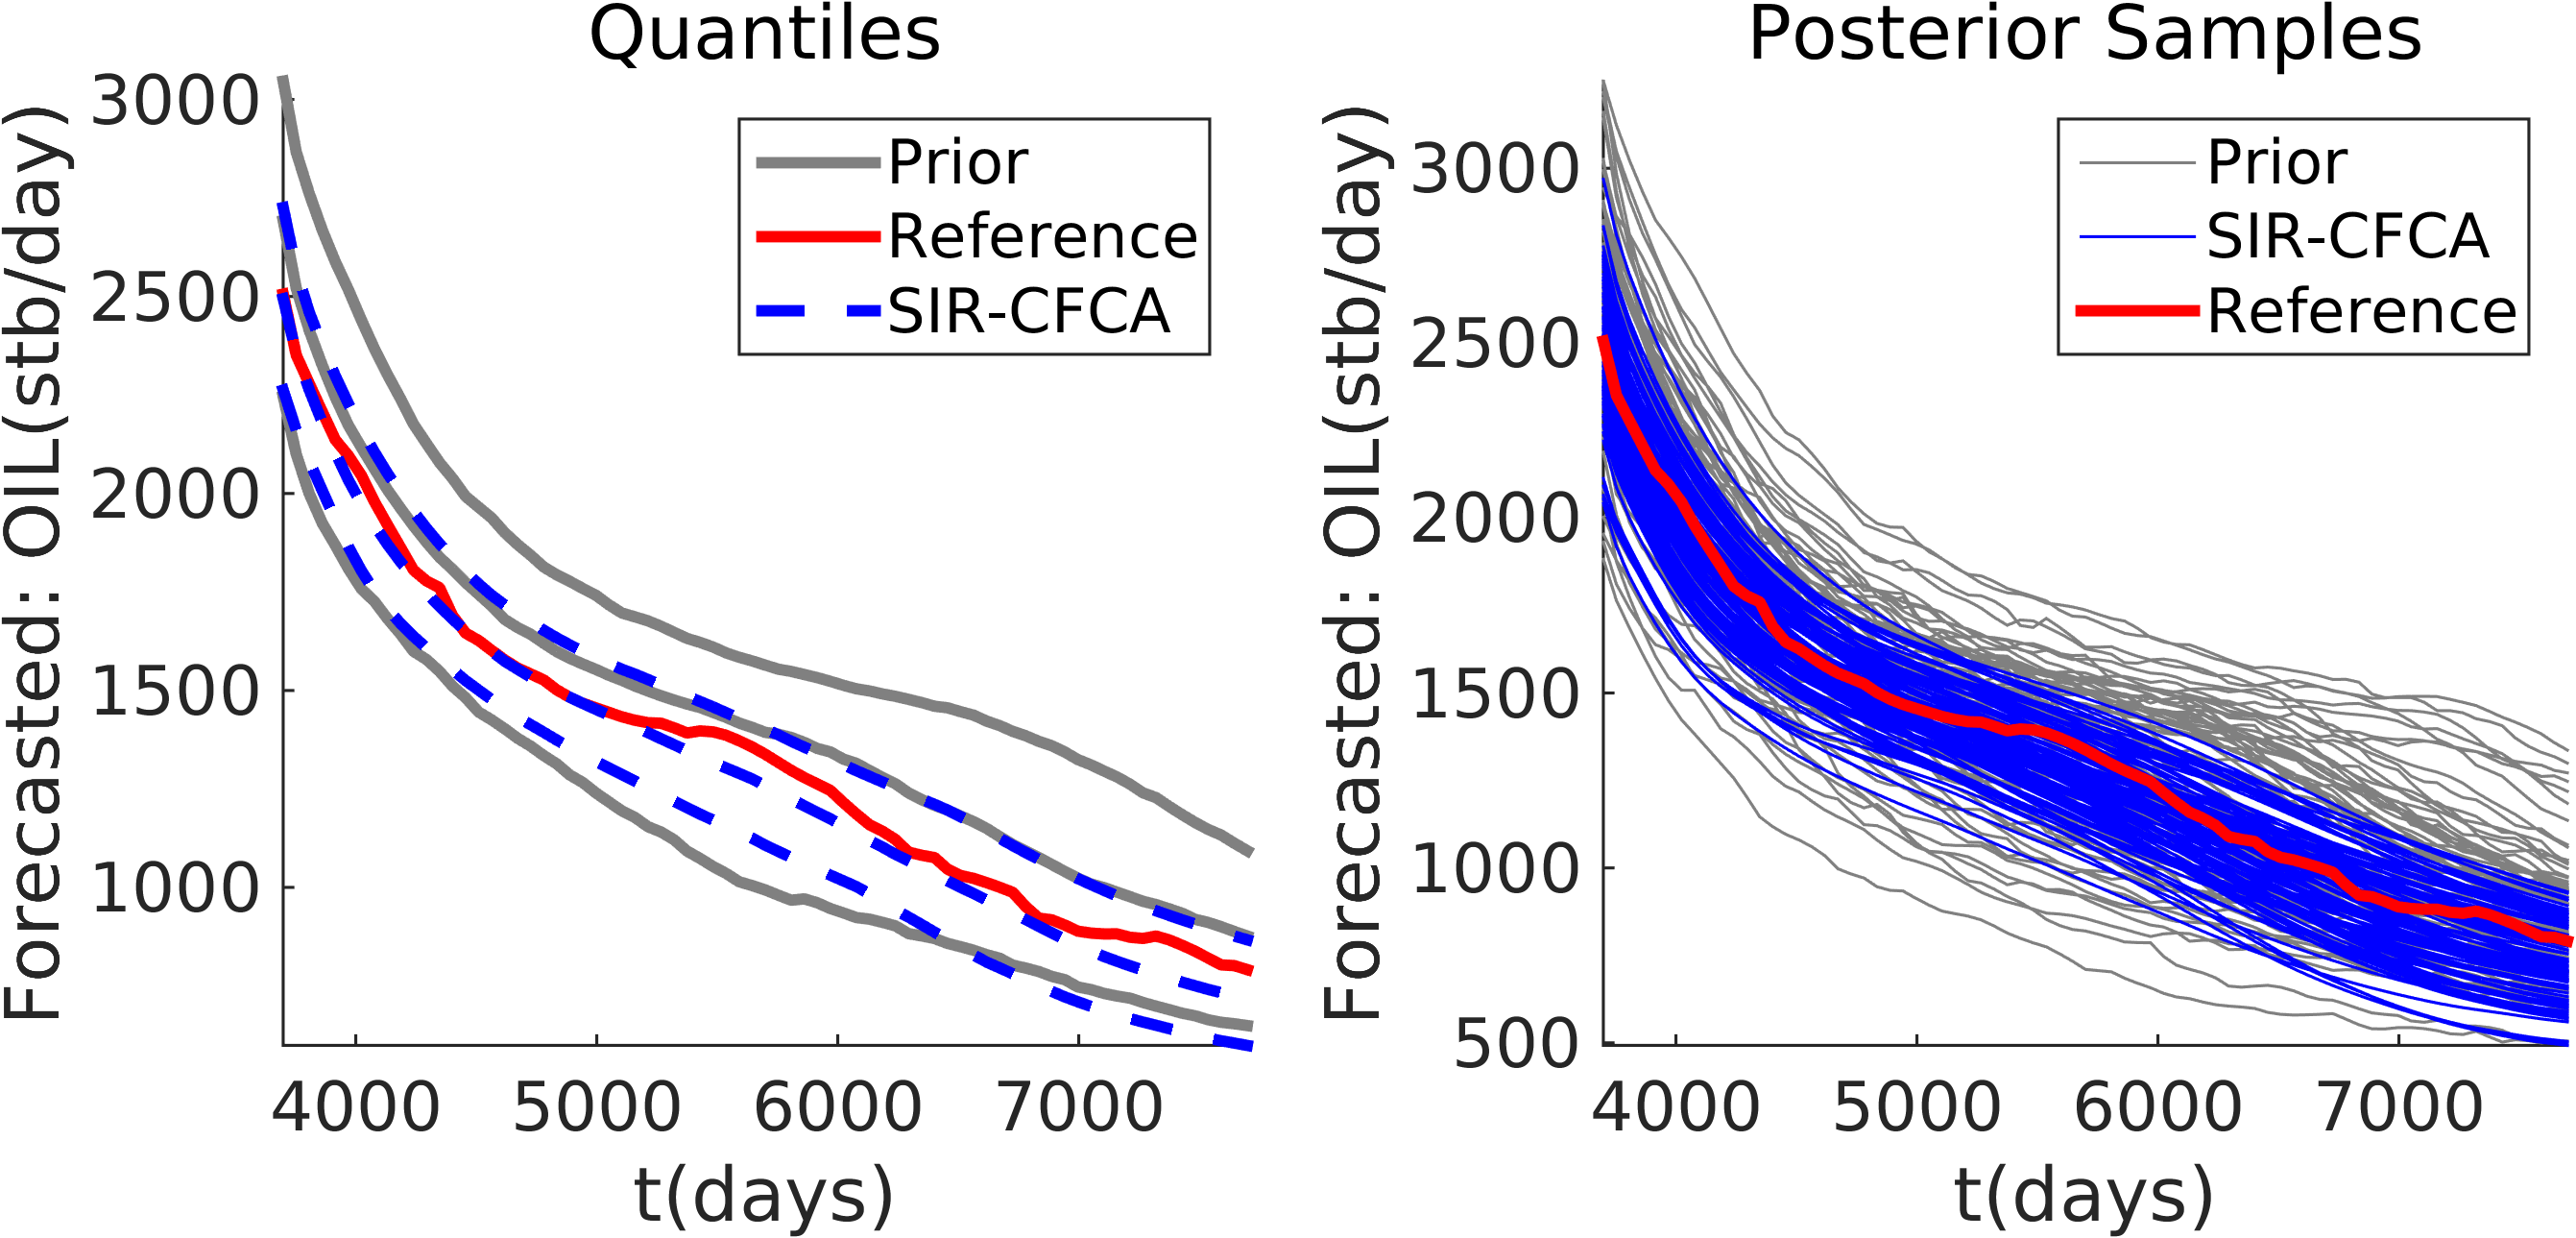 Quantiles
Forecasted: OIL(stb/day)
3000
2500
2000
1500
1000
Prior
Reference
SIR-CFCA
4000 5000 6000 7000
t(days)
Posterior Samples
Forecasted: OIL(stb/day)
3000
2500
2000
1500
1000
500
Prior
SIR-CFCA
Reference
4000 5000 6000 7000
t(days)